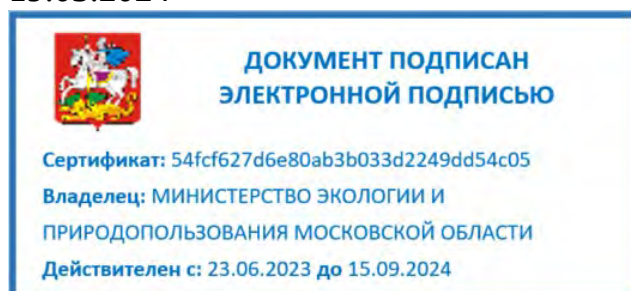 ДОКУМЕНТ ПОДПИСАН
ЭЛЕКТРОННОЙ ПОДПИСЬЮ
Сертификат: 54fcf627d6e80ab3b033d2249dd54c05
Владелец: МИНИСТЕРСТВО ЭКОЛОГИИ И
ПРИРОДОПОЛЬЗОВАНИЯ МОСКОВСКОЙ ОБЛАСТИ
Действителен с: 23.06.2023 до 15.09.2024